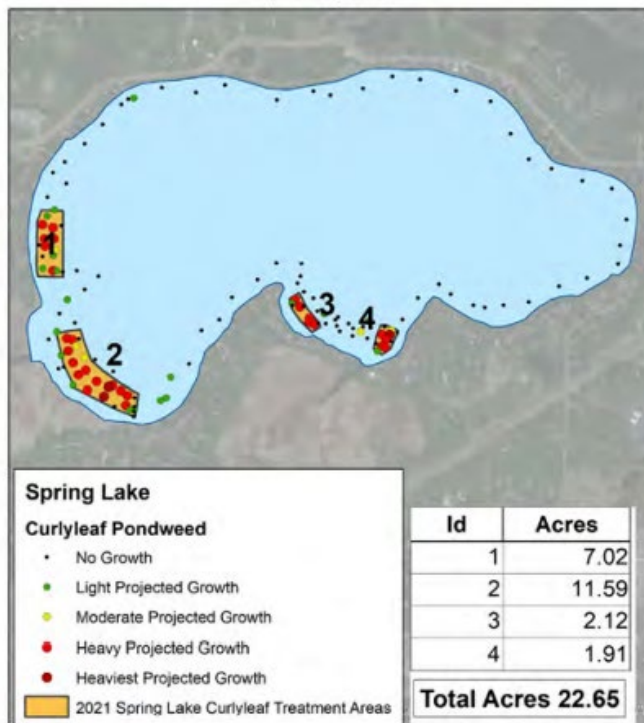 1
2
3
4
Spring Lake
Curlyleaf Pondweed
No Growth
Light Projected Growth
Moderate Projected Growth
Heavy Projected Growth
Heaviest Projected Growth
2021 Spring Lake Curlyleaf Treatment Areas
Id Acres
1 7.02
2 11.59
3 2.12
4 1.91
Total Acres 22.65